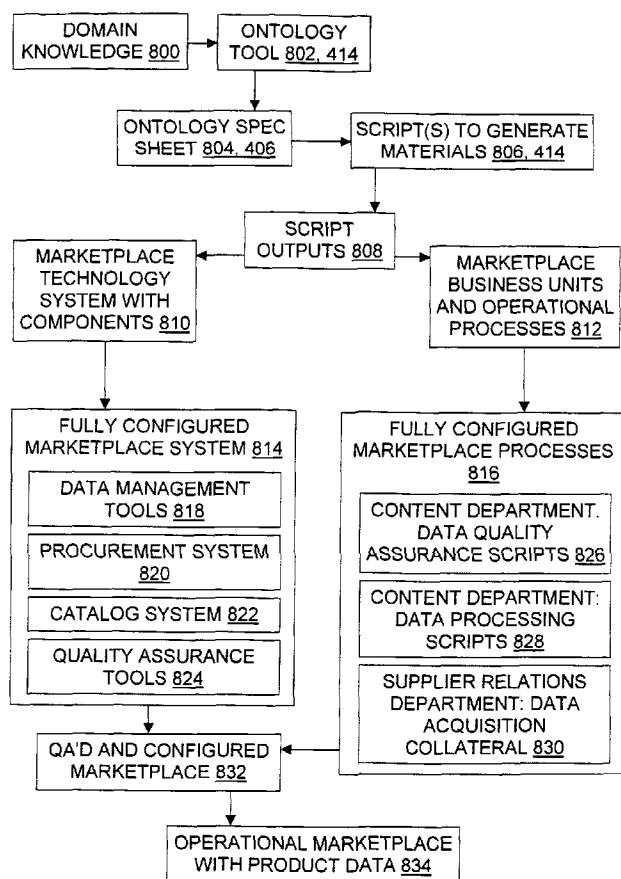 DOMAIN
KNOWLEDGE 800
ONTOLOGY
TOOL 802, 414
ONTOLOGY SPEC
SHEET 804, 406
SCRIPT(S) TO GENERATE
MATERIALS 806, 414
SCRIPT
OUTPUTS 808
MARKETPLACE
TECHNOLOGY
SYSTEM WITH
COMPONENTS 810
MARKETPLACE
BUSINESS UNITS
AND OPERATIONAL
PROCESSES 812
FULLY CONFIGURED
MARKETPLACE SYSTEM 814
DATA MANAGEMENT
TOOLS 818
PROCUREMENT SYSTEM
820
CATALOG SYSTEM 822
QUALITY ASSURANCE
TOOLS 824
FULLY CONFIGURED
MARKETPLACE PROCESSES
816
CONTENT DEPARTMENT.
DATA QUALITY
ASSURANCE SCRIPTS 826
CONTENT DEPARTMENT:
DATA PROCESSING
SCRIPTS 828
SUPPLIER RELATIONS
DEPARTMENT: DATA
ACQUISITION
COLLATERAL 830
QA'D AND CONFIGURED
MARKETPLACE 832
OPERATIONAL MARKETPLACE
WITH PRODUCT DATA 834